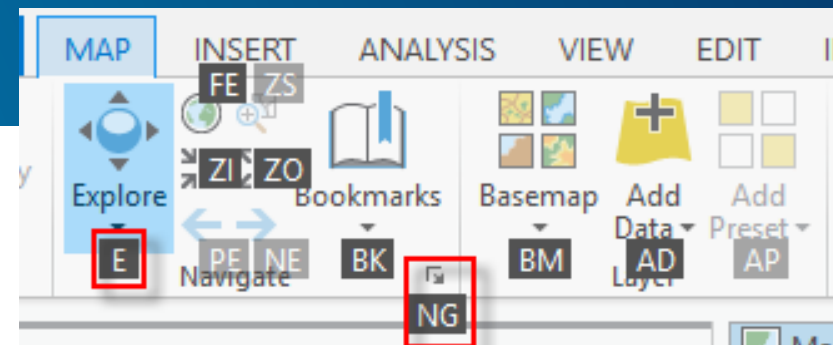 MAP INSERT ANALYSIS VIEW EDIT
FE ZS
ZI ZO
Explore Bookmarks Basemap Add Data Add Preset
PE NE
E BK BM AD AP
Navigate Layer
NG